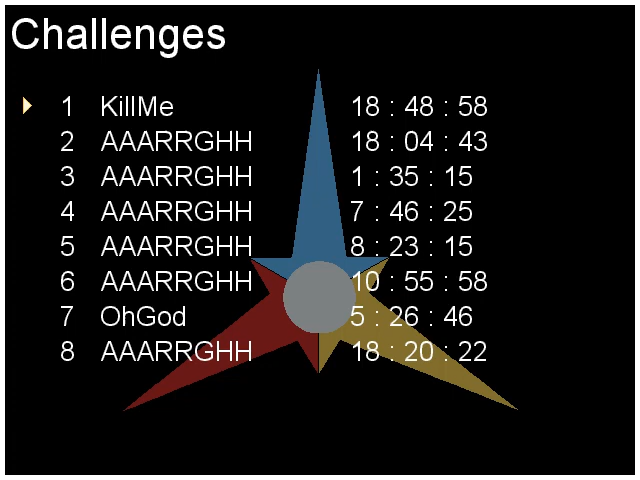 Challenges
1 KillMe 18 : 48 : 58
2 AAARRGHH 18 : 04 : 43
3 AAARRGHH 1 : 35 : 15
4 AAARRGHH 7 : 46 : 25
5 AAARRGHH 8 : 23 : 15
6 AAARRGHH 10 : 55 : 58
7 OhGod 5 : 26 : 46
8 AAARRGHH 18 : 20 : 22